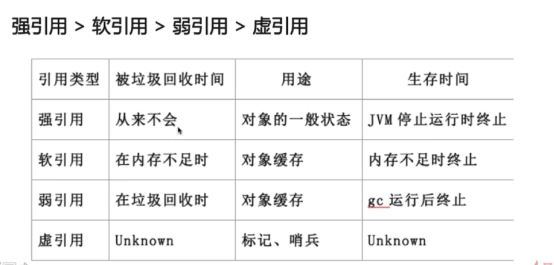 强引用 > 软引用 > 弱引用 > 虚引用
引用类型 被垃圾回收时间 用途 生存时间
强引用 从来不会 对象的一般状态 JVM 停止运行时终止
软引用 在内存不足时 对象缓存 内存不足时终止
弱引用 在垃圾回收时 对象缓存 gc 运行后终止
虚引用 Unknown 标记、哨兵 Unknown